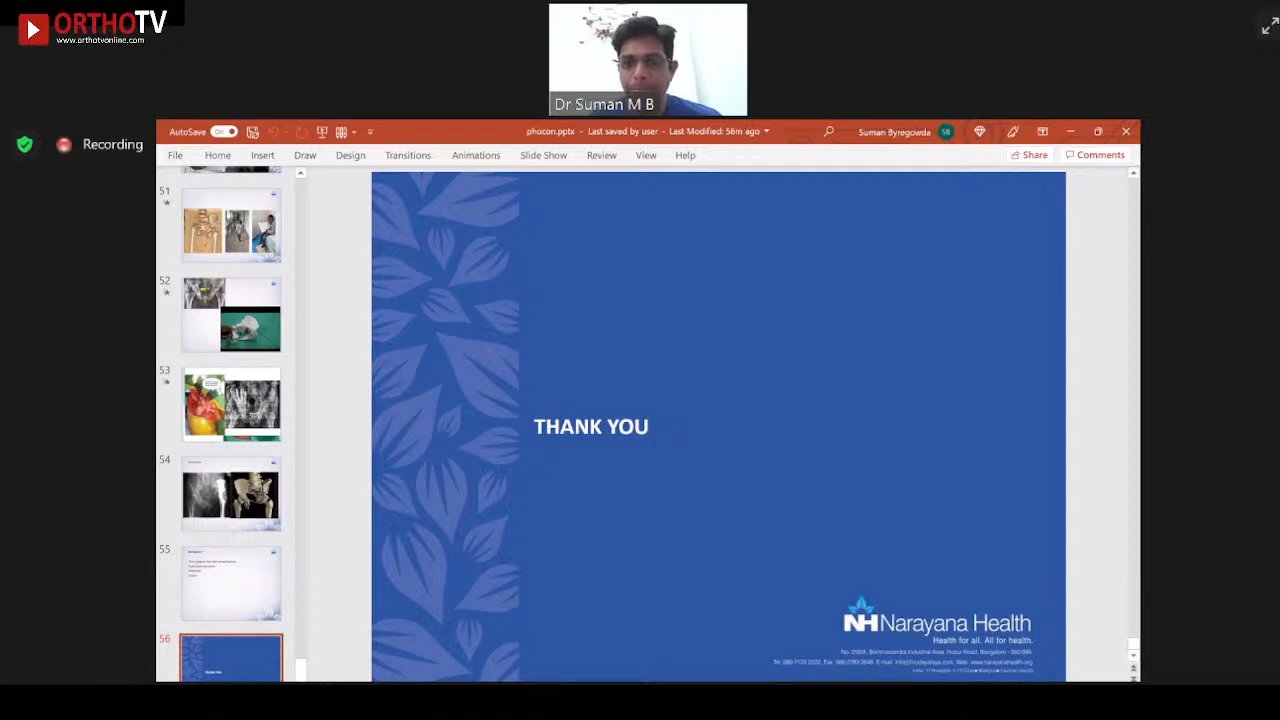 ORTHOTV
www.orthotvonline.com
Dr Suman M B
Recording
AutoSave On
phocon.pptx - Last saved by user - Last Modified: 56m ago
Suman Byregowda SB
File Home Insert Draw Design Transitions Animations Slide Show Review View Help
Share Comments
51
52
53
54
55
56
THANK YOU
NH Narayana Health
Health for all. All for health.